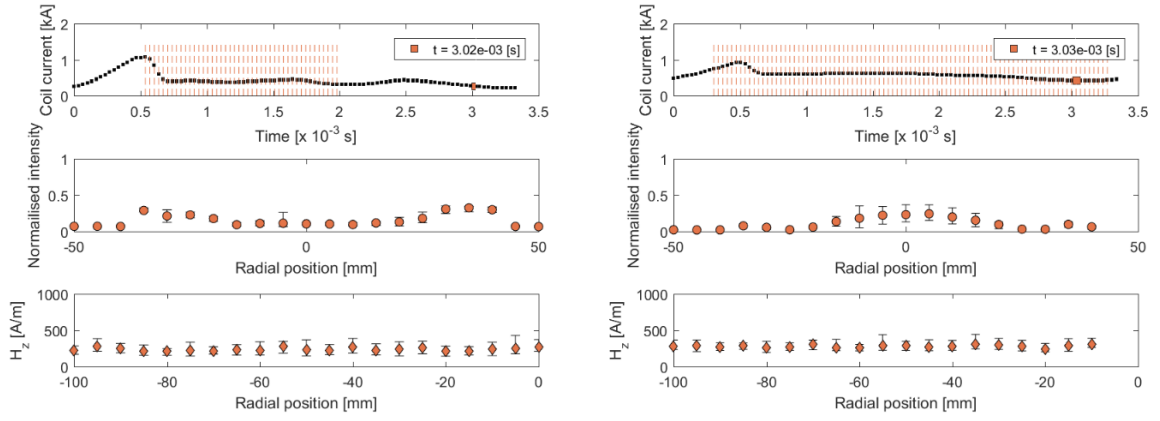 Coil current [kA]
2
1
0
t = 3.02e-03 [s]
0 0.5 1 1.5 2 2.5 3 3.5
Time [x 10-3 s]
Normailised intensity
1
0.5
0
-50 0 50
Radial position [mm]
Hz [A/m]
1000
500
0
-100 -80 -60 -40 -20 0
Radial position [mm]
Coil current [kA]
2
1
0
t = 3.03e-03 [s]
0 0.5 1 1.5 2 2.5 3 3.5
Time [x 10-3 s]
Normailised intensity
1
0.5
0
-50 0 50
Radial position [mm]
Hz [A/m]
1000
500
0
-100 -80 -60 -40 -20 0
Radial position [mm]